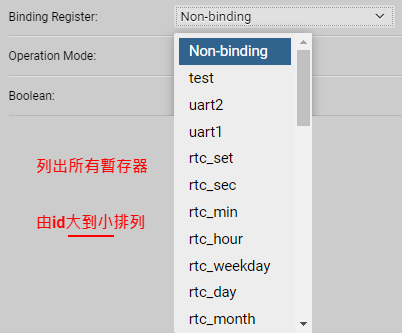 Binding Register:
Non-binding
Operation Mode:
Boolean:
Non-binding
test
uart2
uart1
rtc_set
rtc_sec
rtc_min
rtc_hour
rtc_weekday
rtc_day
rtc_month
列出所有暫存器
由id大到小排列